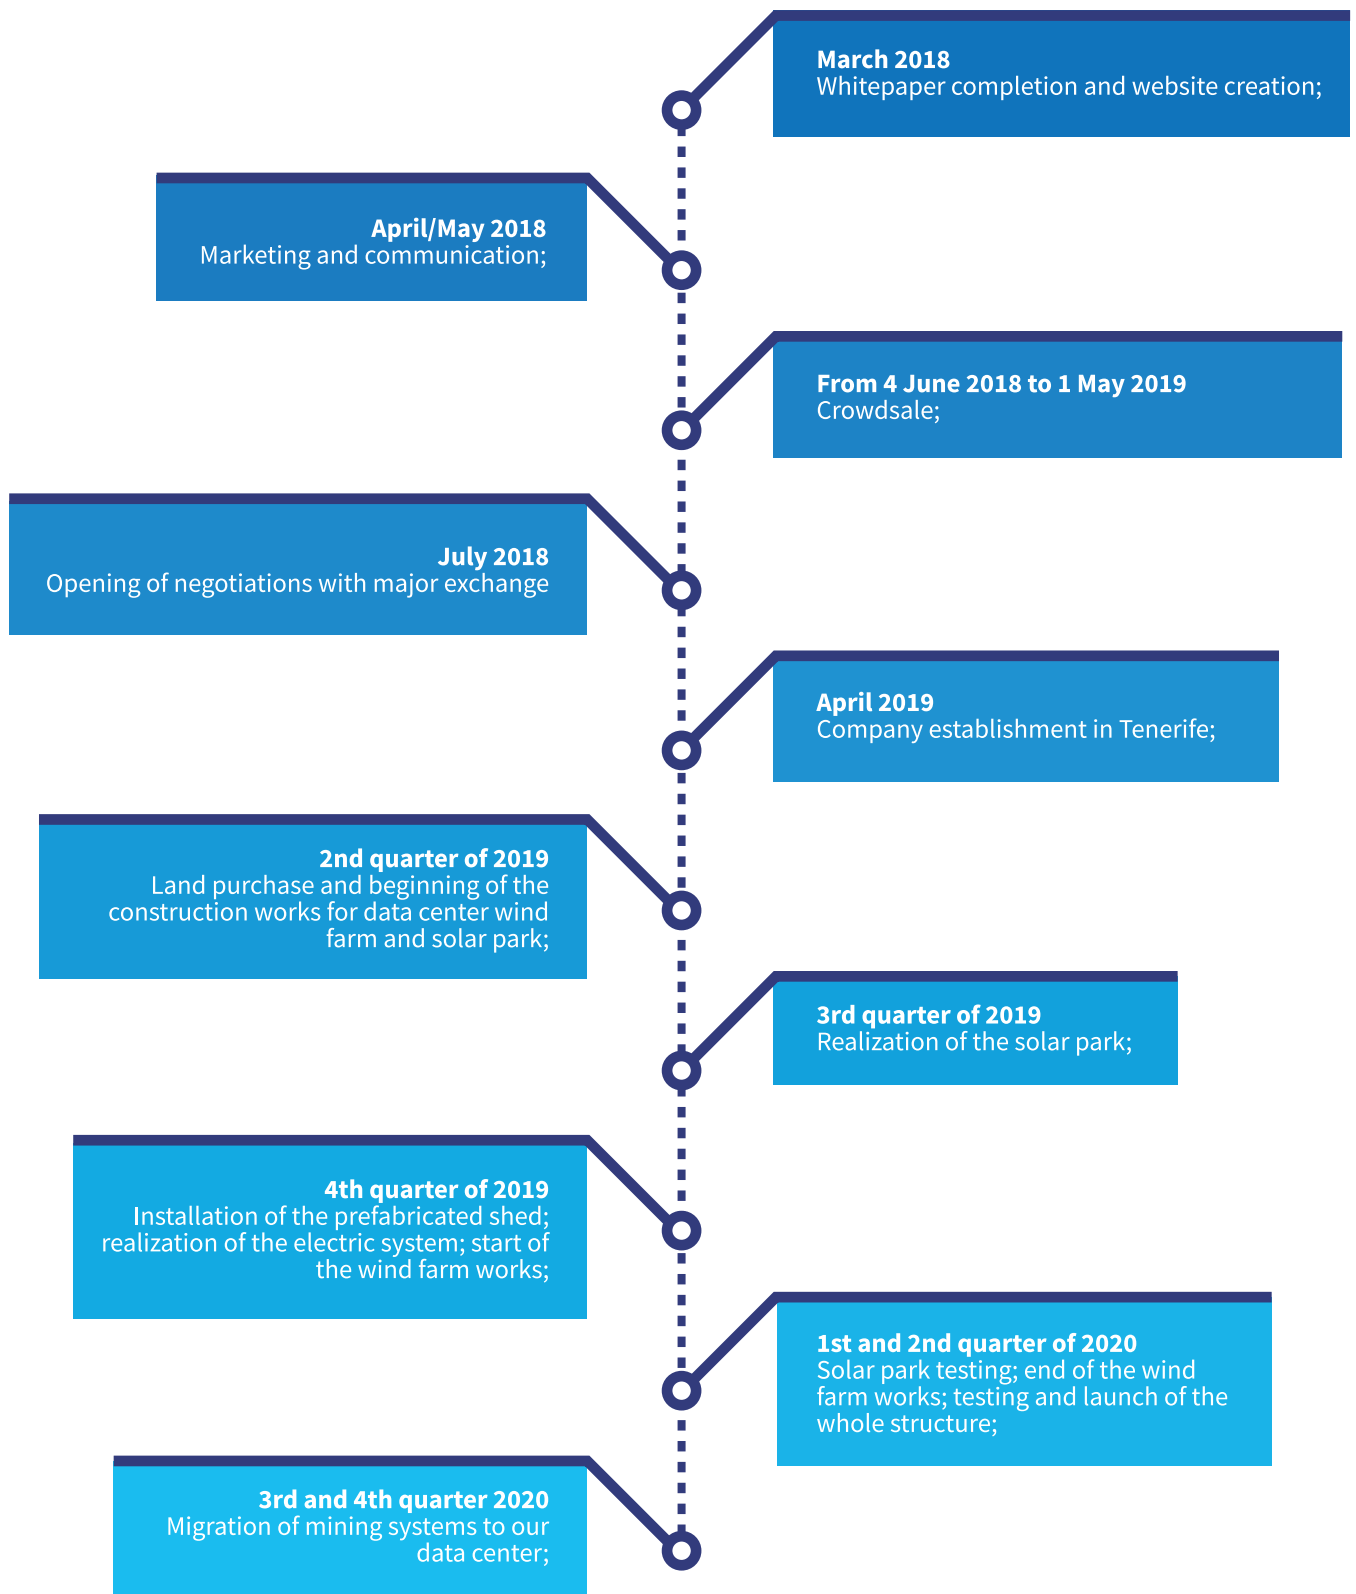 March 2018
Whitepaper completion and website creation;
April/May 2018
Marketing and communication;
From 4 June 2018 to 1 May 2019
Crowdsale;
July 2018
Opening of negotiations with major exchange
April 2019
Company establishment in Tenerife;
2nd quarter of 2019
Land purchase and beginning of the
construction works for data center wind
farm and solar park;
3rd quarter of 2019
Realization of the solar park;
4th quarter of 2019
Installation of the prefabricated shed;
realization of the electric system; start of
the wind farm works;
1st and 2nd quarter of 2020
Solar park testing; end of the wind
farm works; testing and launch of the
whole structure;
3rd and 4th quarter 2020
Migration of mining systems to our
data center;